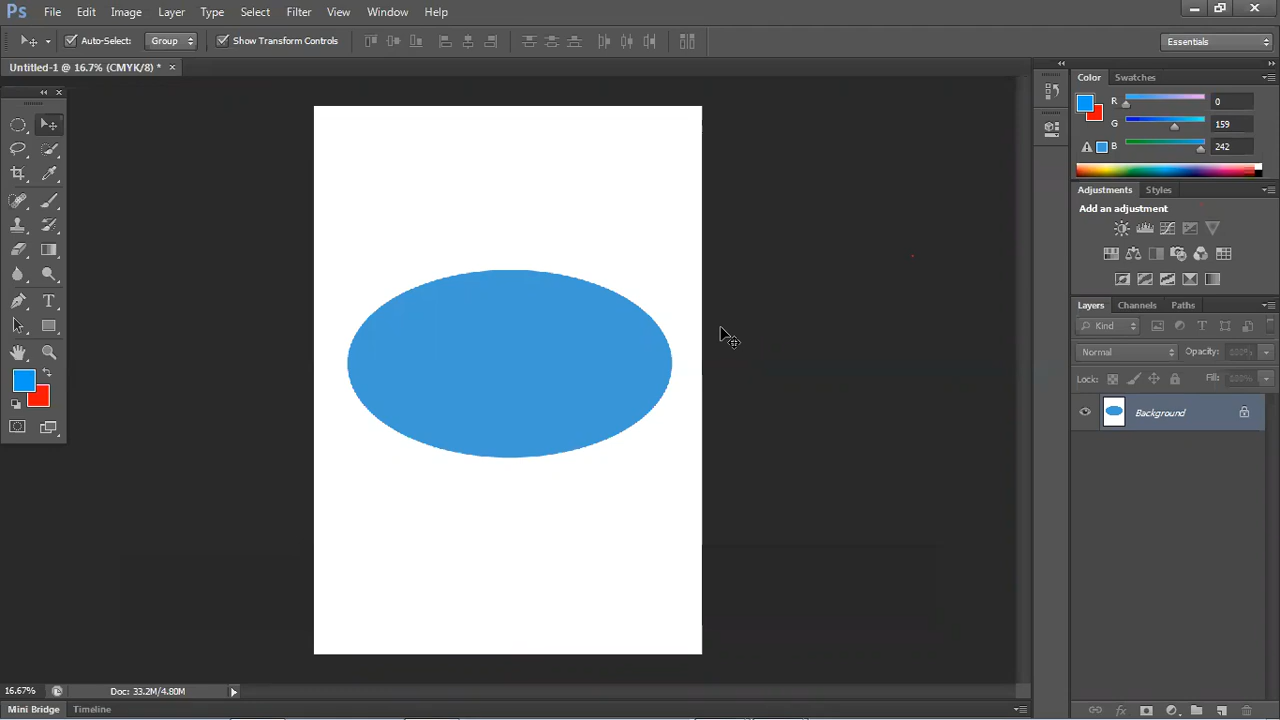 Ps File Edit Image Layer Type Select Filter View Window Help
Auto-Select: Group Show Transform Controls Essentials
Untitled-1 @ 16.7% (CMYK/8) *
Color Swatches
R 0
G 159
B 242
Adjustments Styles
Add an adjustment
Layers Channels Paths
Kind
Normal Opacity: 100%
Lock: Fill: 100%
Background
16.67% Doc: 33.2M/4.80M
Mini Bridge Timeline